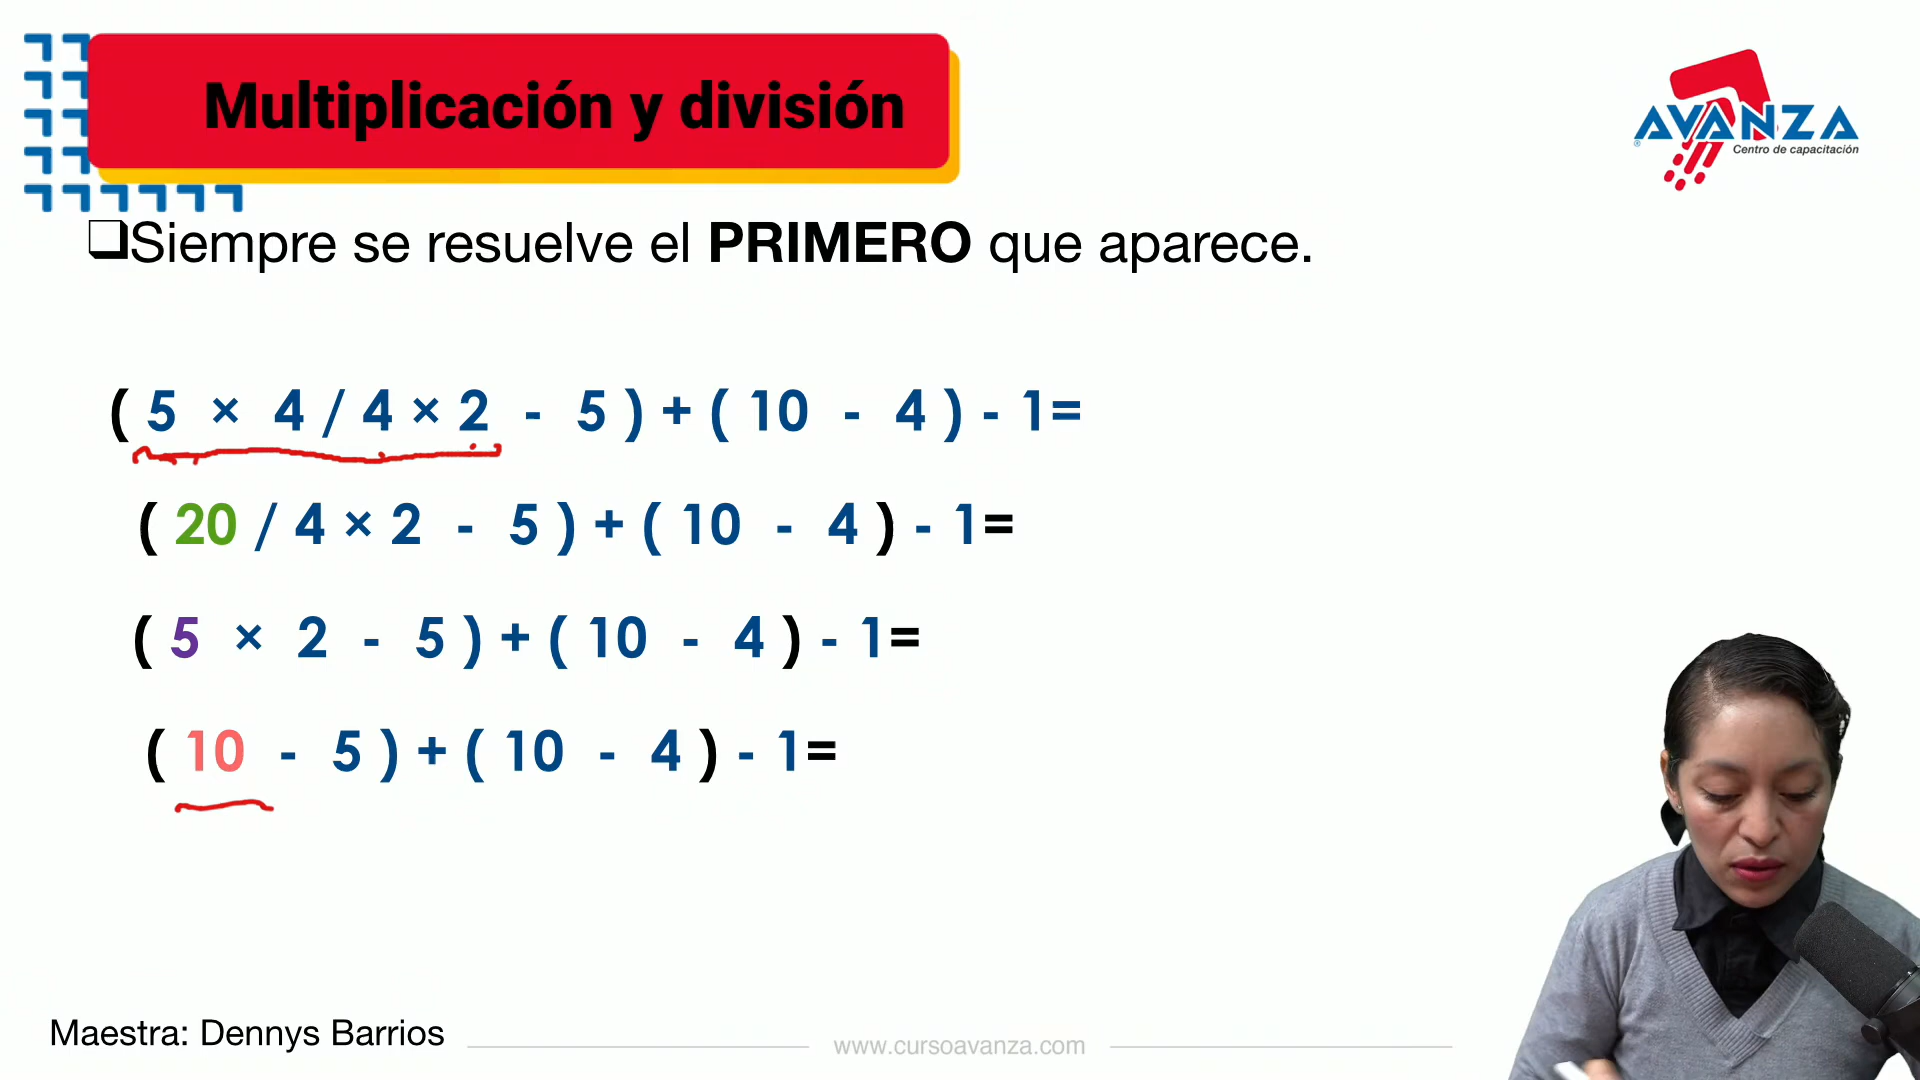 Multiplicación y división
AVANZA
®
Centro de capacitación
❑Siempre se resuelve el PRIMERO que aparece.
( 5 × 4 / 4 × 2 - 5 ) + ( 10 - 4 ) - 1=
( 20 / 4 × 2 - 5 ) + ( 10 - 4 ) - 1=
( 5 × 2 - 5 ) + ( 10 - 4 ) - 1=
( 10 - 5 ) + ( 10 - 4 ) - 1=
Maestra: Dennys Barrios
www.cursoavanza.com